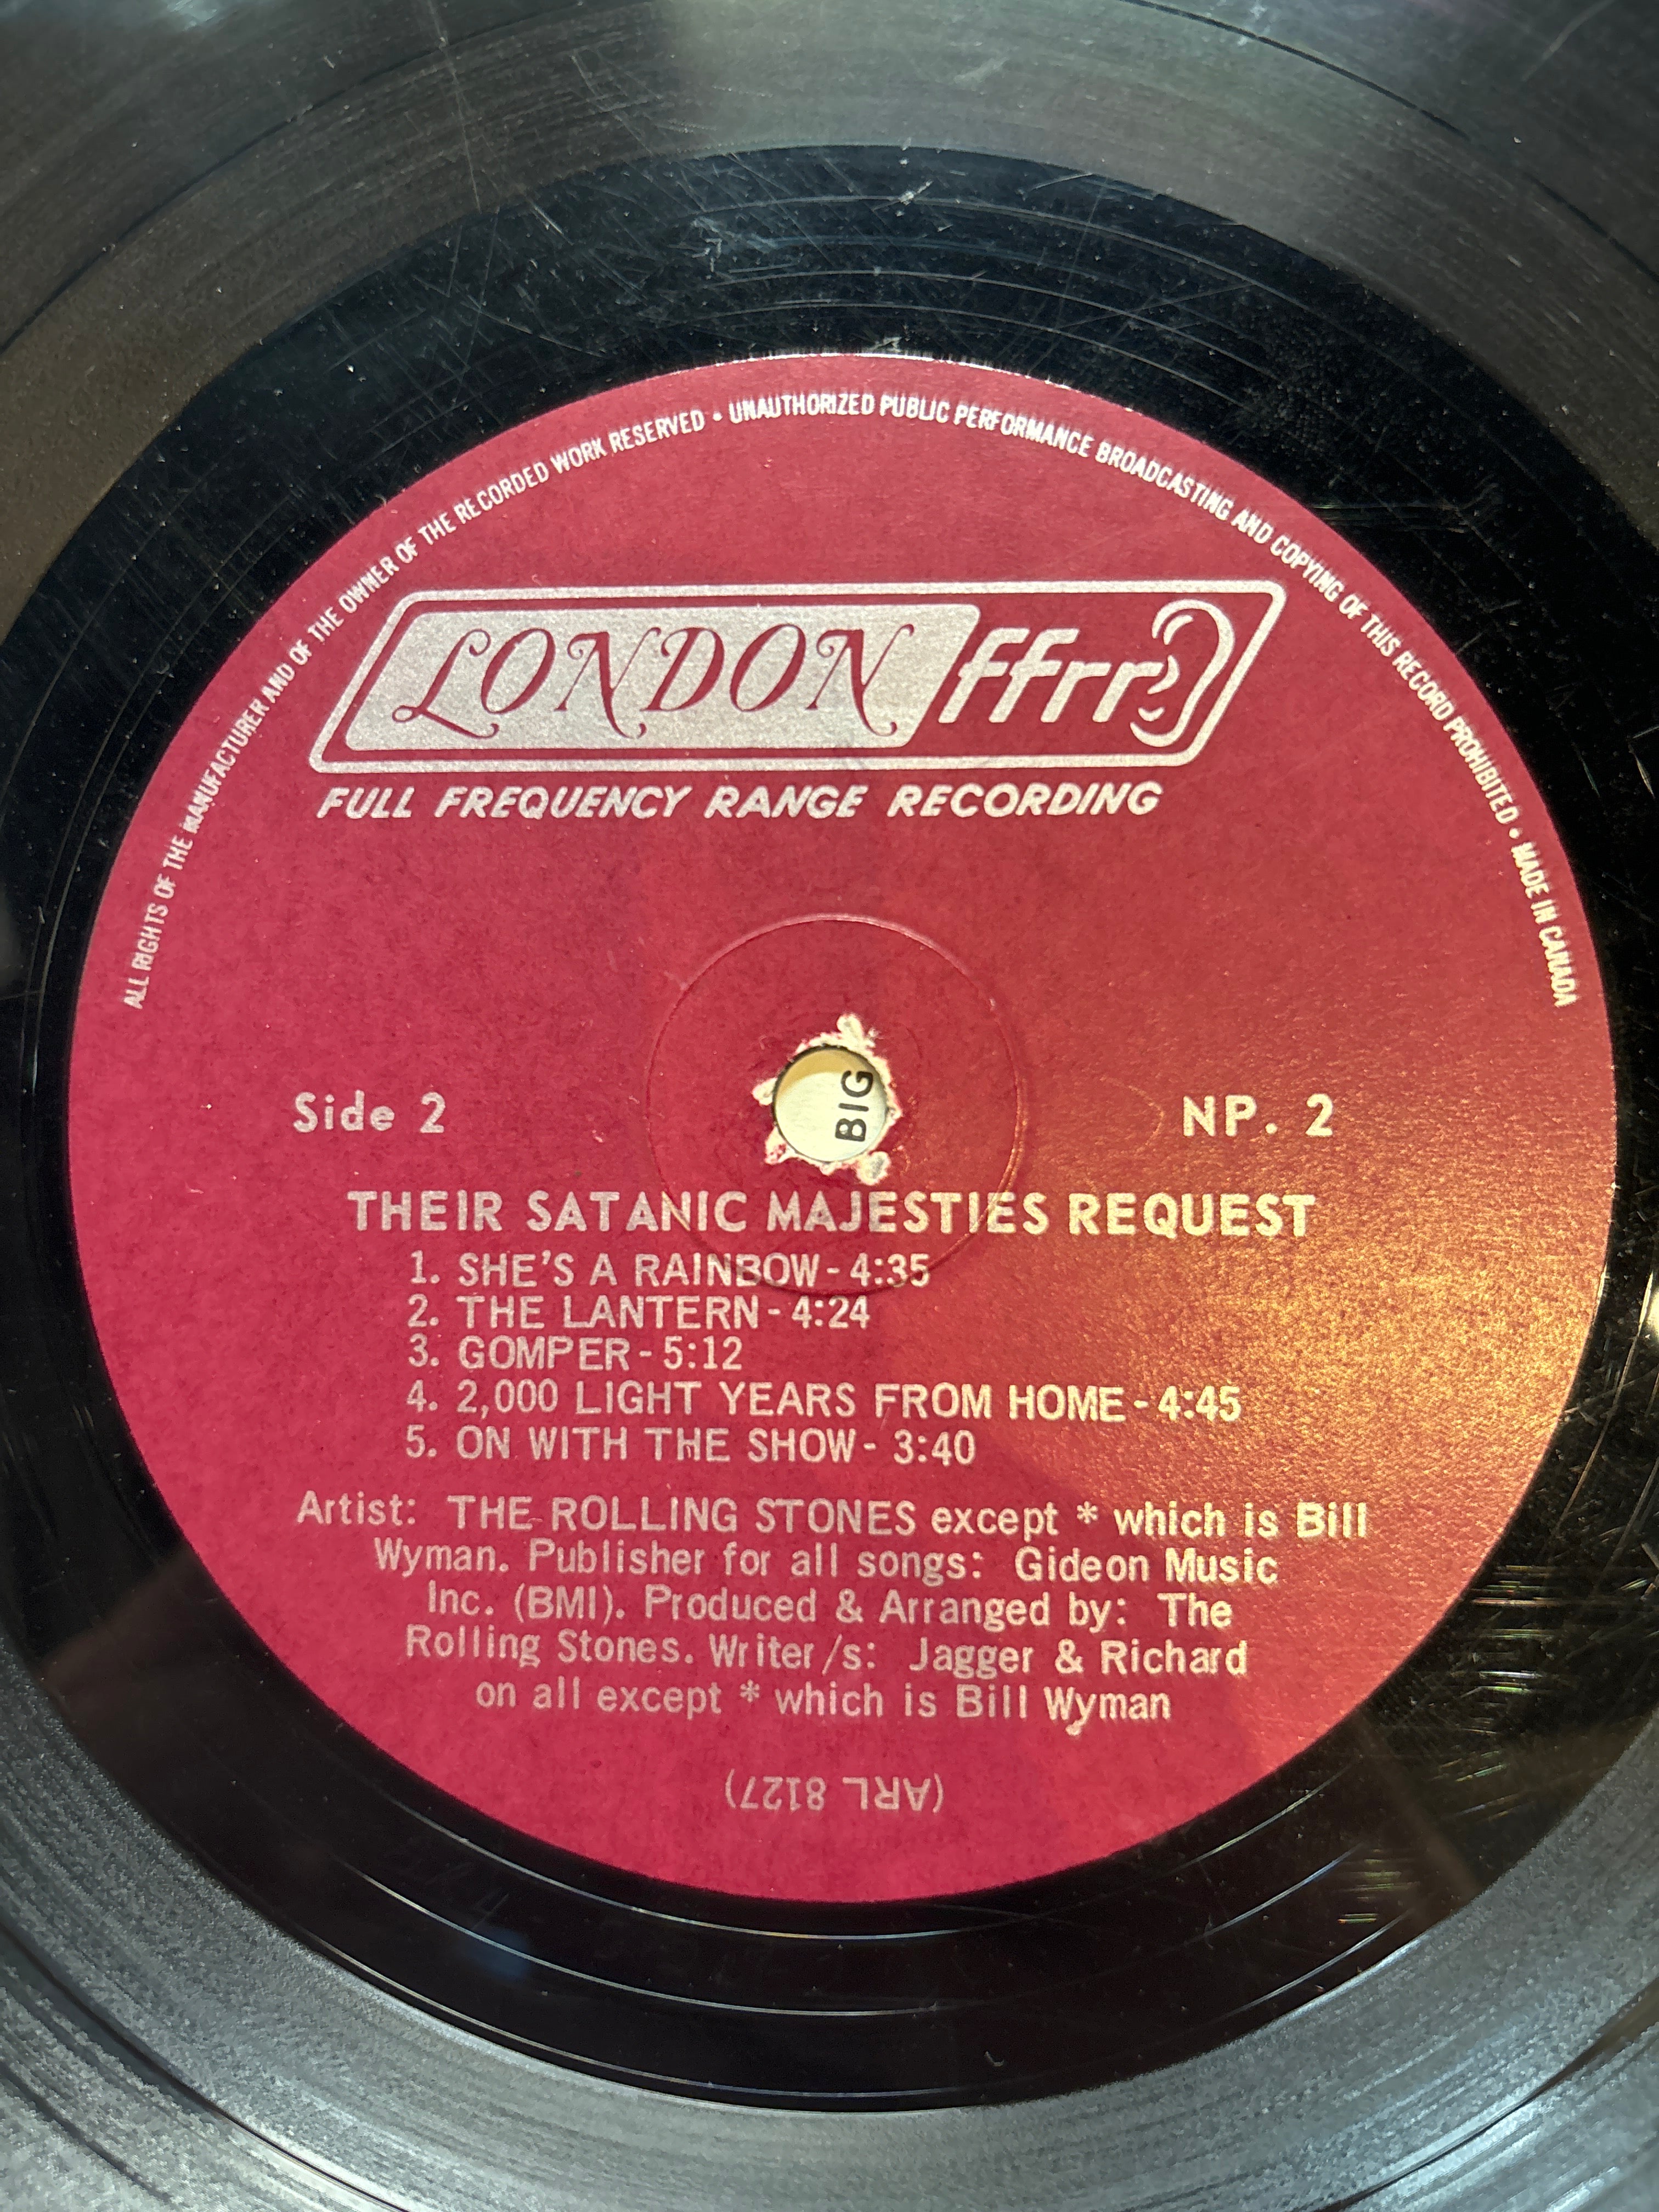 ALL RIGHTS OF THE MANUFACTURER AND OF THE OWNER OF THE RECORDED WORK RESERVED • UNAUTHORIZED PUBLIC PERFORMANCE BROADCASTING AND COPYING OF THIS RECORD PROHIBITED • MADE IN CANADA
LONDON ffrr
FULL FREQUENCY RANGE RECORDING
BIG
Side 2 NP. 2
THEIR SATANIC MAJESTIES REQUEST
1. SHE'S A RAINBOW - 4:35
2. THE LANTERN - 4:24
3. GOMPER - 5:12
4. 2,000 LIGHT YEARS FROM HOME - 4:45
5. ON WITH THE SHOW - 3:40
Artist: THE ROLLING STONES except * which is Bill
Wyman. Publisher for all songs: Gideon Music
Inc. (BMI). Produced & Arranged by: The
Rolling Stones. Writer/s: Jagger & Richard
on all except * which is Bill Wyman
(ARL 8127)